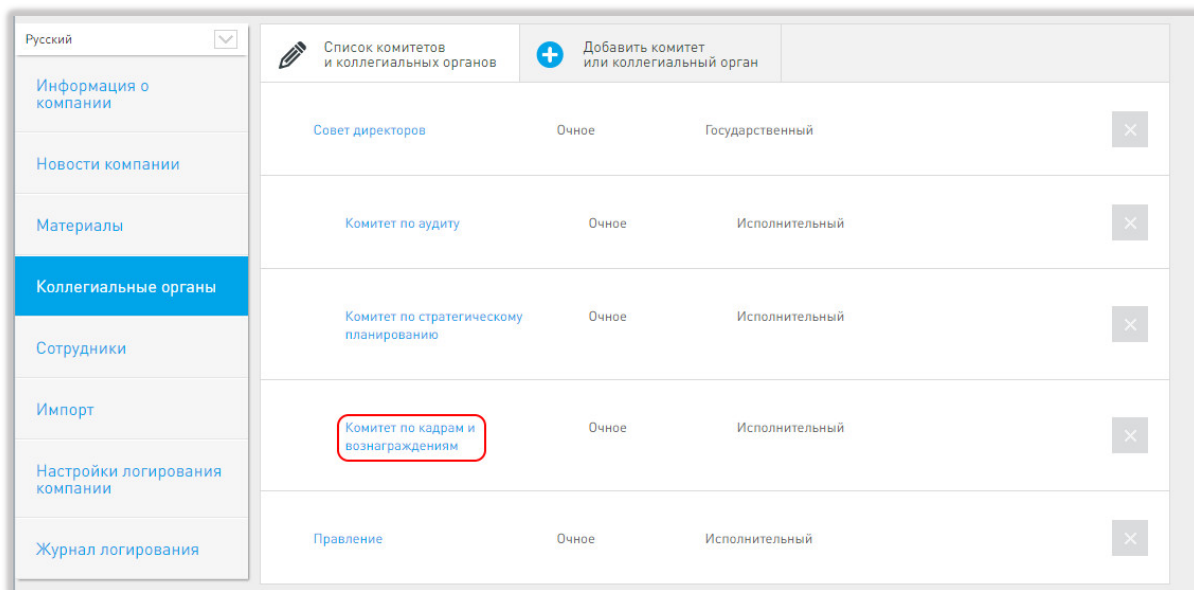 Русский
Информация о
компании
Новости компании
Материалы
Коллегиальные органы
Сотрудники
Импорт
Настройки логирования
компании
Журнал логирования
Список комитетов
и коллегиальных органов
Добавить комитет
или коллегиальный орган
Совет директоров Очное Государственный
Комитет по аудиту Очное Исполнительный
Комитет по стратегическому Очное Исполнительный
планированию
Комитет по кадрам и Очное Исполнительный
вознаграждениям
Правление Очное Исполнительный